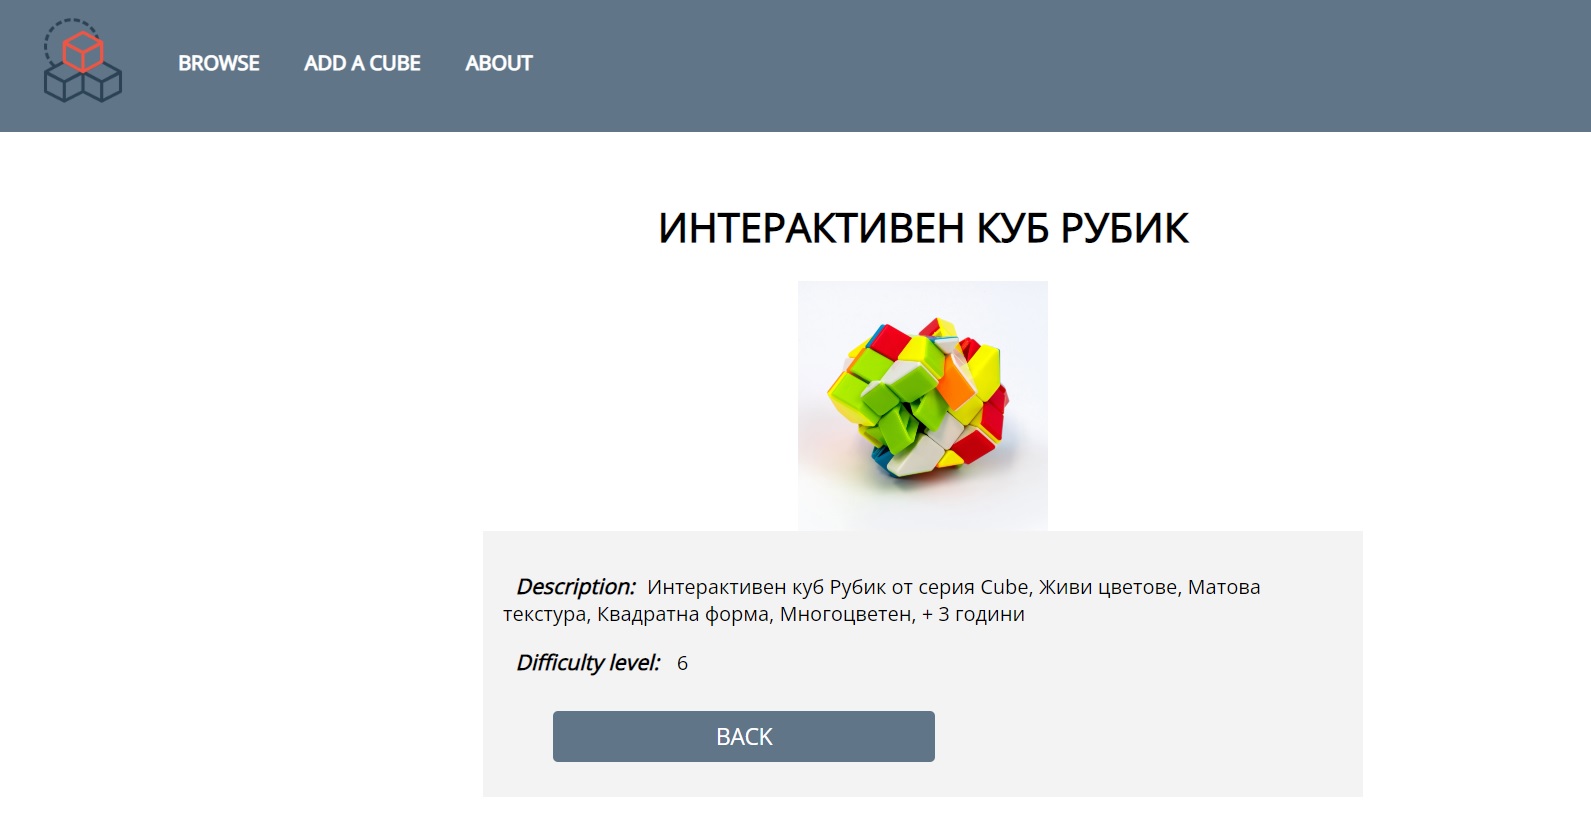 BROWSE ADD A CUBE ABOUT
ИНТЕРАКТИВЕН КУБ РУБИК
Description: Интерактивен куб Рубик от серия Cube, Живи цветове, Матова
текстура, Квадратна форма, Многоцветен, + 3 години
Difficulty level: 6
BACK